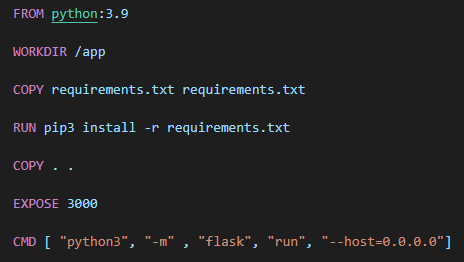 FROM python:3.9
WORKDIR /app
COPY requirements.txt requirements.txt
RUN pip3 install -r requirements.txt
COPY . .
EXPOSE 3000
CMD [ "python3", "-m" , "flask", "run", "--host=0.0.0.0"]